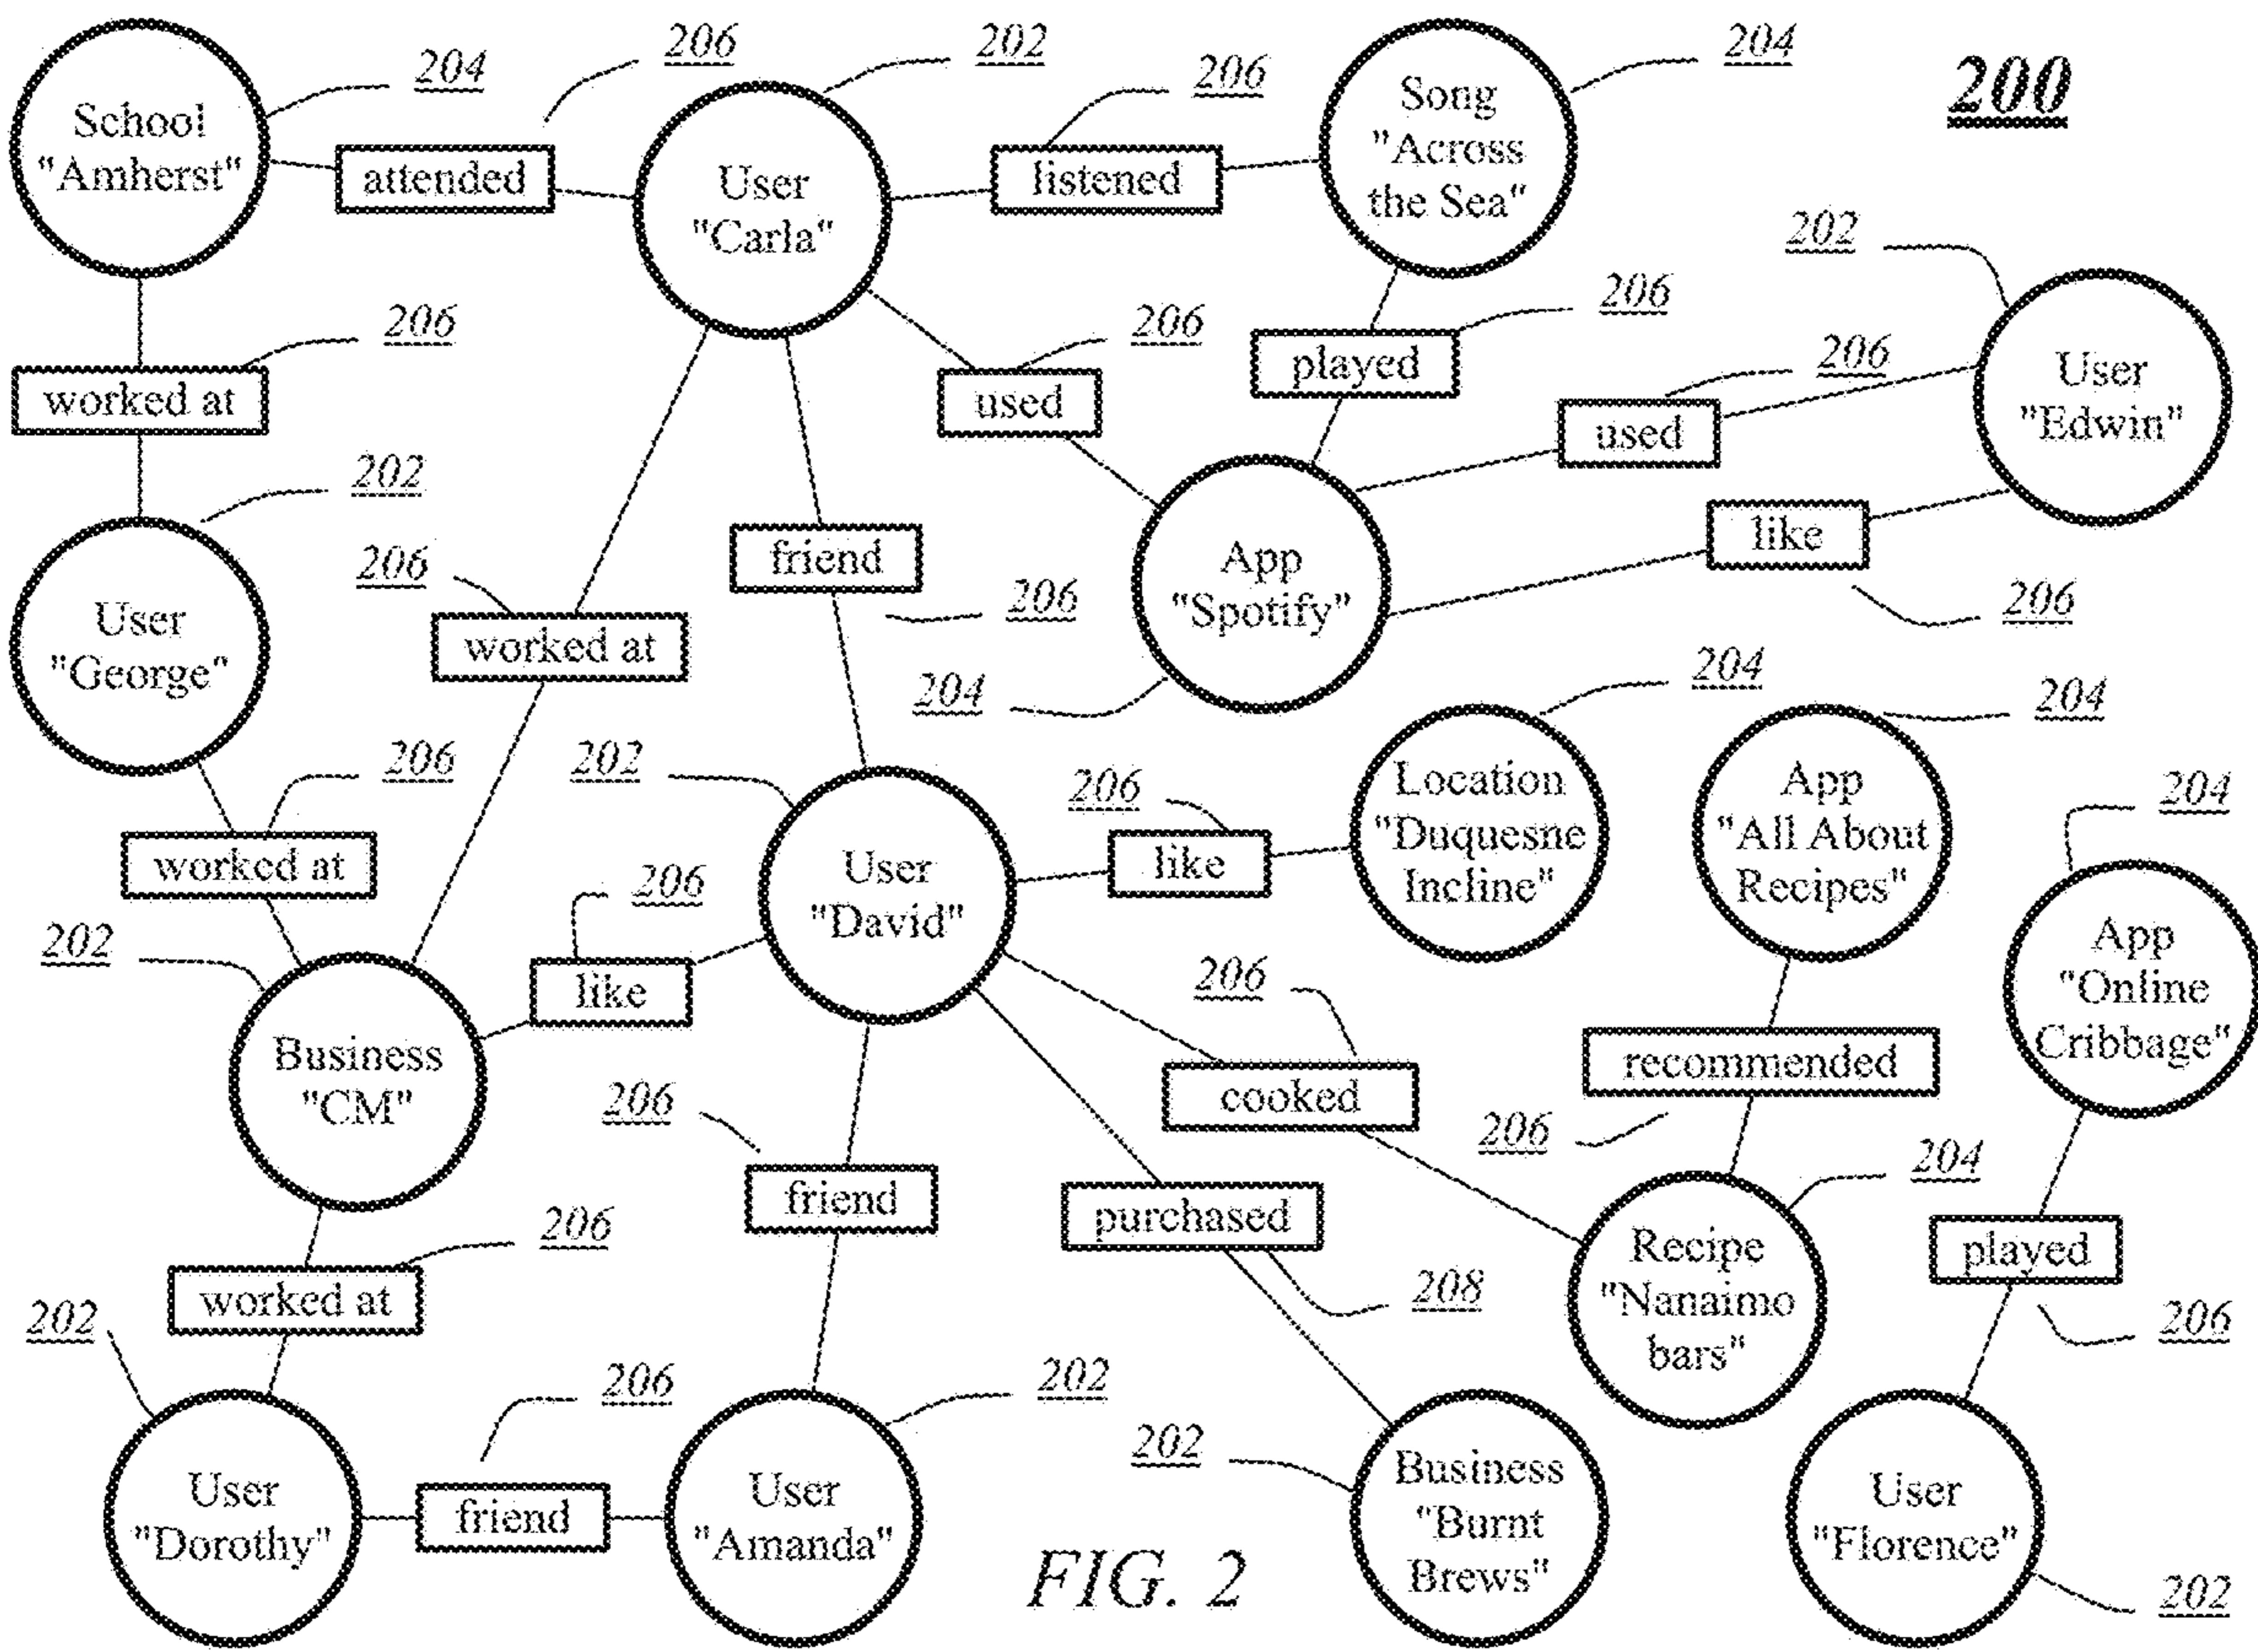 206
202
204
204
206
200
School
"Amherst"
attended
User
"Carla"
listened
Song
"Across
the Sea"
202
206
206
206
206
worked at
used
played
used
User
"Edwin"
202
206
friend
206
App
"Spotify"
like
206
User
"George"
worked at
204
204
204
206
202
206
Location
"Duquesne
Incline"
App
"All About
Recipes"
204
worked at
206
User
"David"
like
App
"Online
Cribbage"
202
like
206
Business
"CM"
206
cooked
recommended
206
204
206
friend
purchased
Recipe
"Nanaimo
bars"
played
206
worked at
208
206
202
206
202
202
User
"Dorothy"
friend
User
"Amanda"
Business
"Burnt
Brews"
User
"Florence"
202
FIG. 2